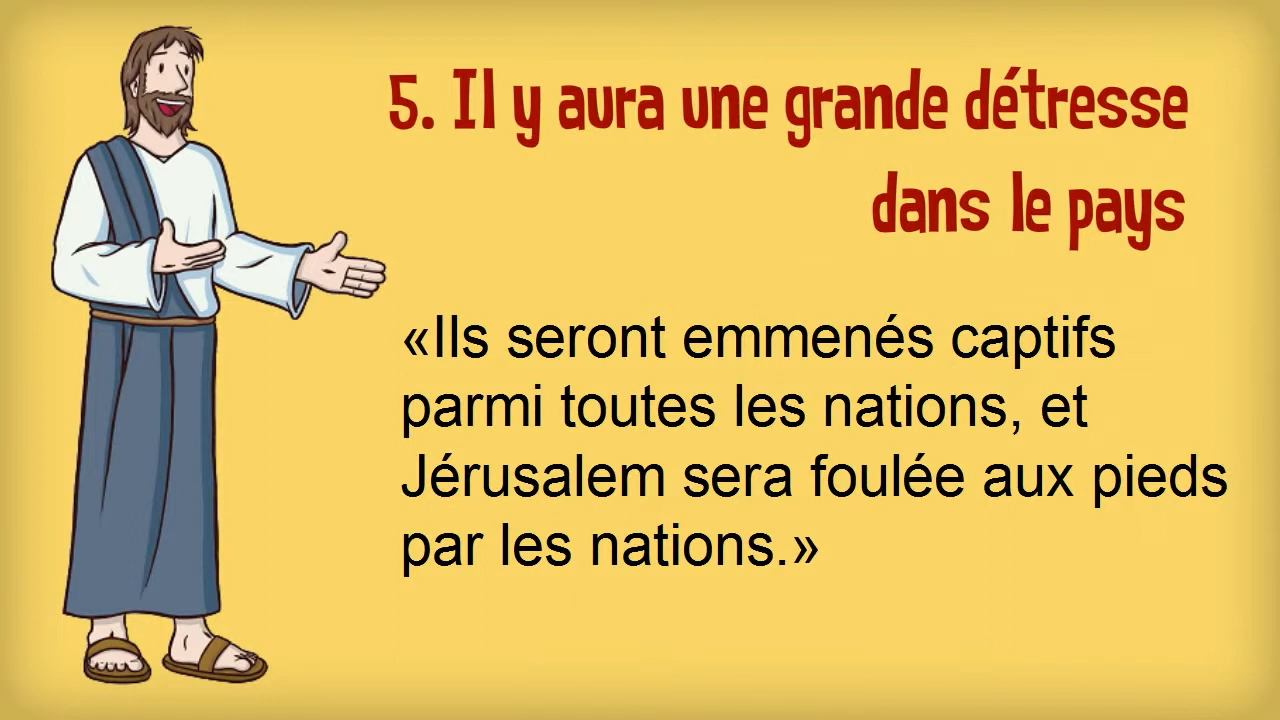 5. Il y aura une grande détresse
dans le pays
«Ils seront emmenés captifs
parmi toutes les nations, et
Jérusalem sera foulée aux pieds
par les nations.»